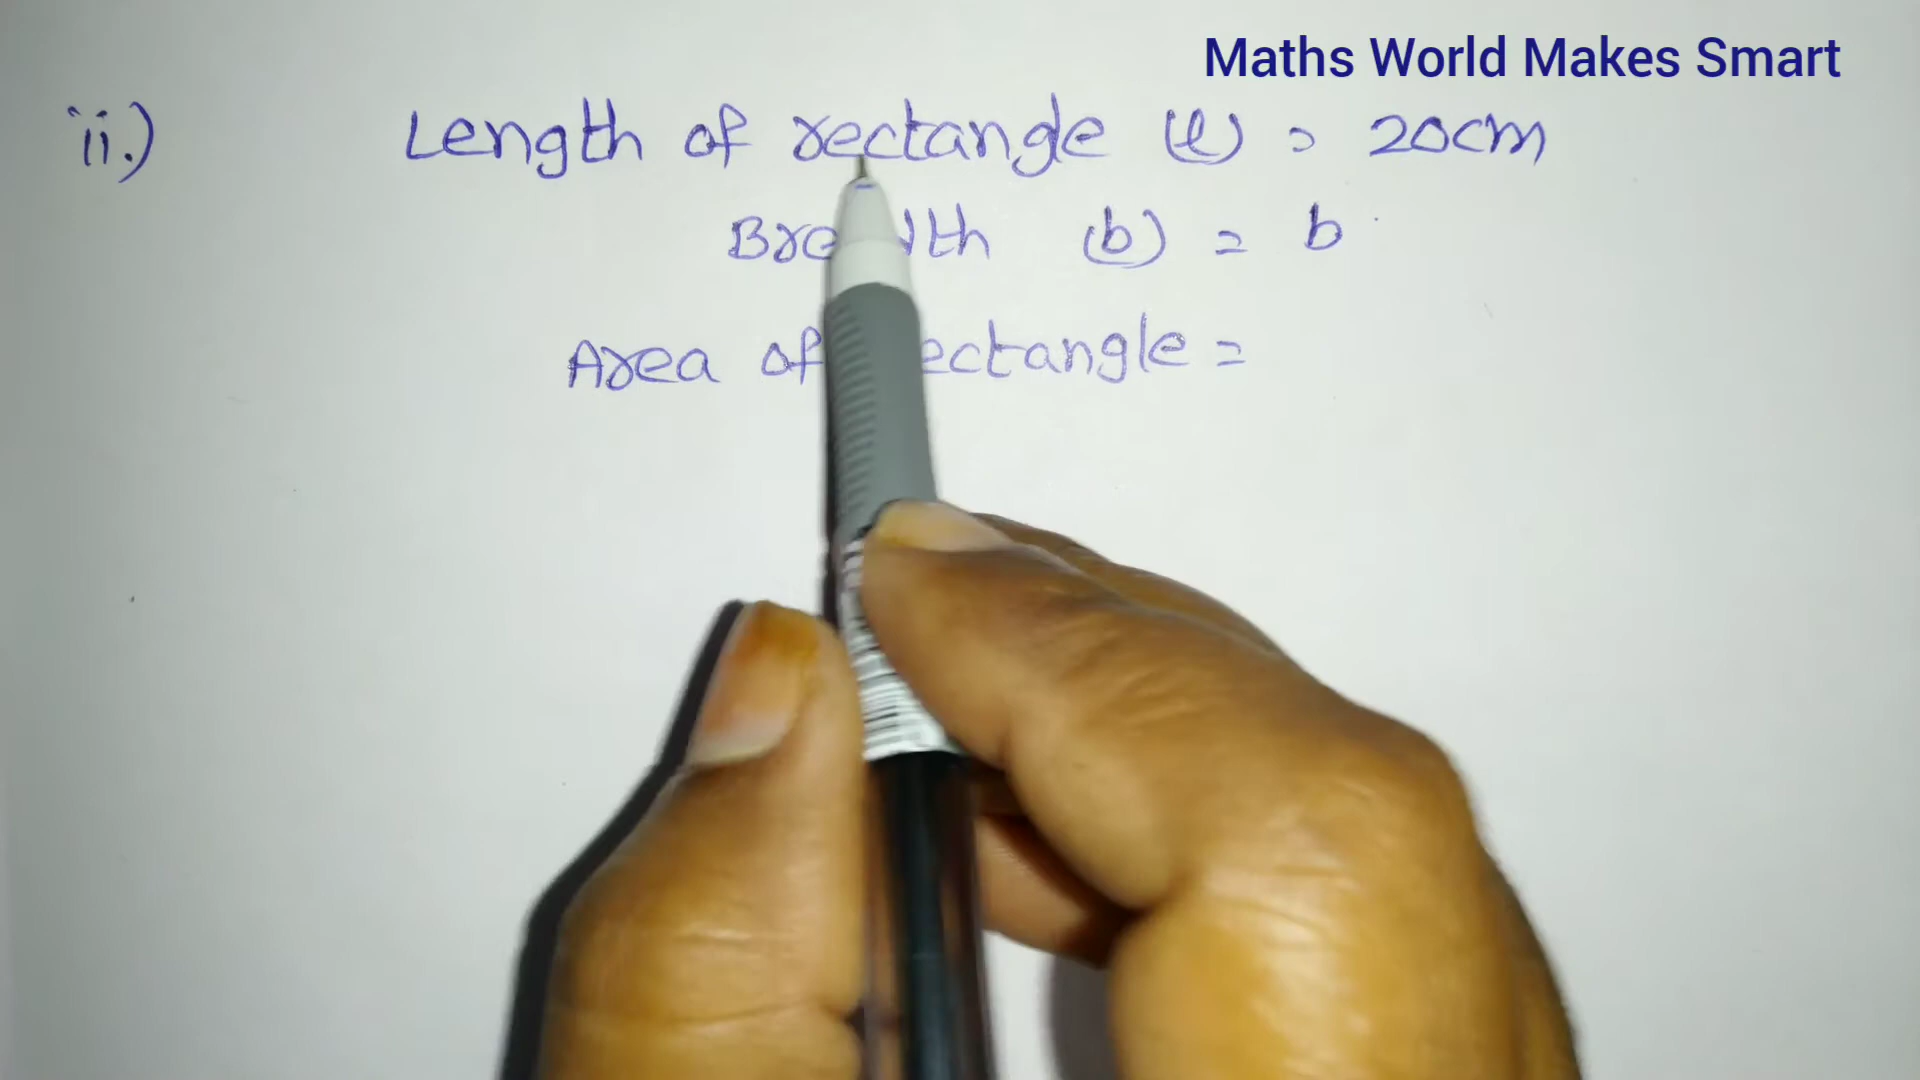 Maths World Makes Smart
ii.) Length of rectangle (l) = 20cm
(b) = b
Area of =